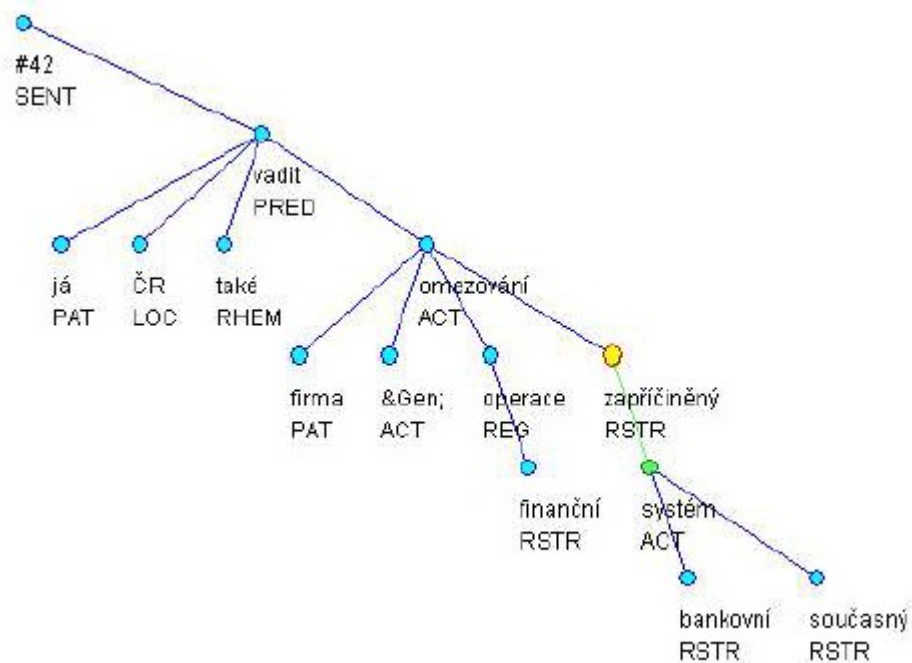 #42
SENT
vadit
PRED
já
PAT
ČR
LOC
také
RHEM
omezování
ACT
firma
PAT
&Gen;
ACT
operace
REG
zapříčiněný
RSTR
finanční
RSTR
systém
ACT
bankovní
RSTR
současný
RSTR